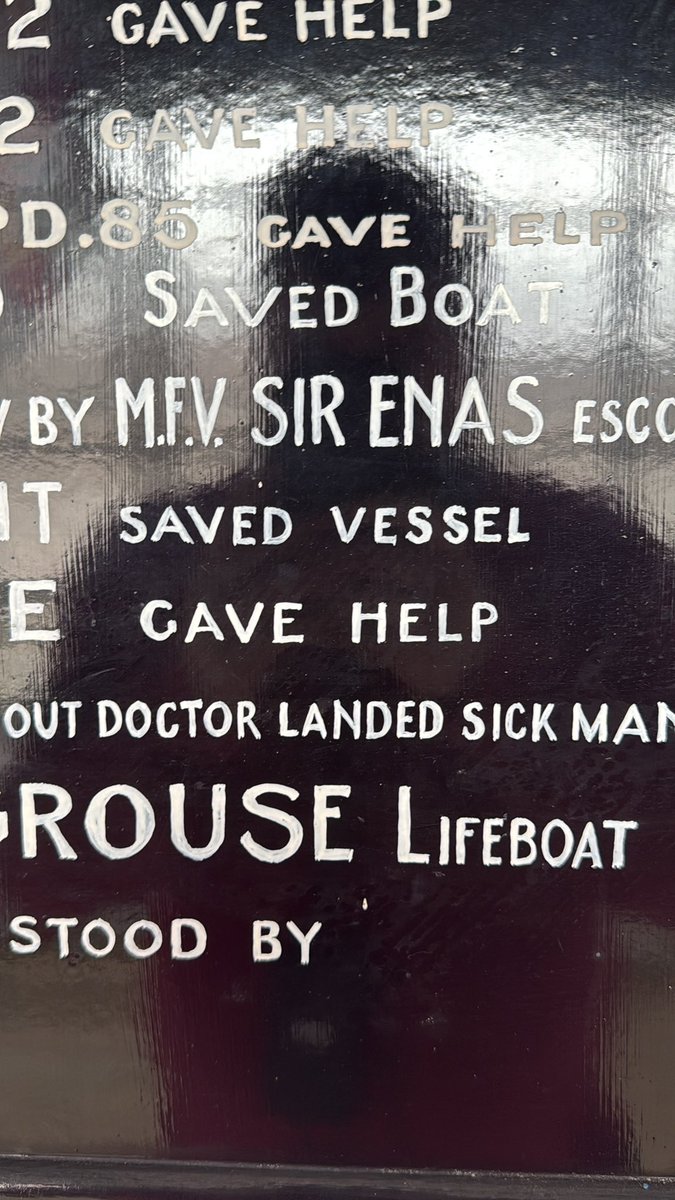 2 GAVE HELP
2 GAVE HELP
PD.85 GAVE HELP
SAVED BOAT
BY M.F.V. SIR ENAS ESCO
IT SAVED VESSEL
E GAVE HELP
OUT DOCTOR LANDED SICK MAN
GROUSE LIFEBOAT
STOOD BY